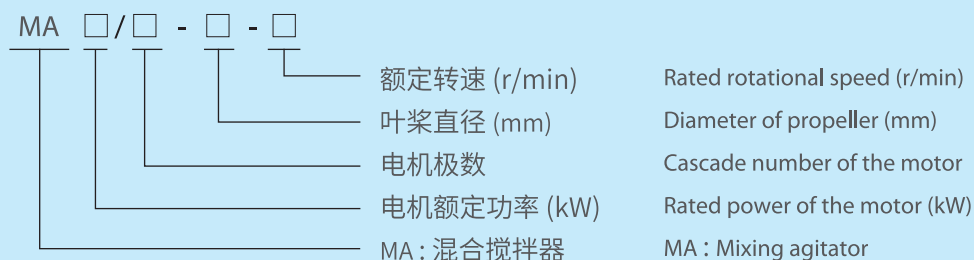 MA □/□ - □ - □
额定转速 (r/min) Rated rotational speed (r/min)
叶桨直径 (mm) Diameter of propeller (mm)
电机极数 Cascade number of the motor
电机额定功率 (kW) Rated power of the motor (kW)
MA : 混合搅拌器 MA : Mixing agitator